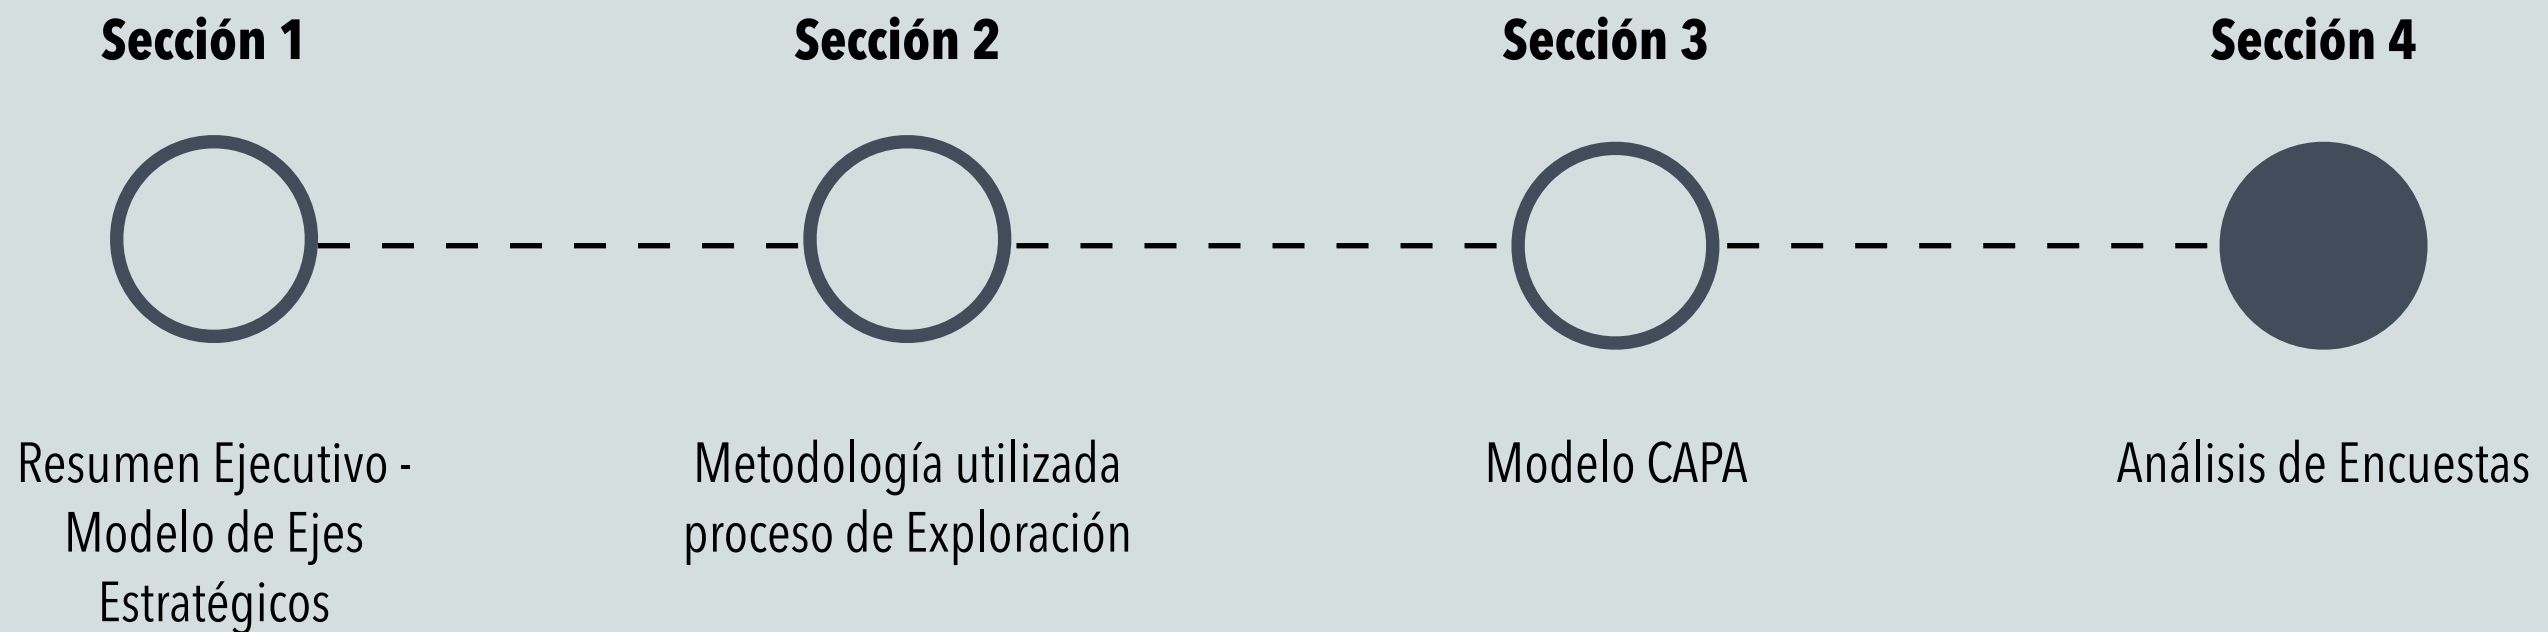 Sección 1
Sección 2
Sección 3
Sección 4
Resumen Ejecutivo -
Modelo de Ejes
Estratégicos
Metodología utilizada
proceso de Exploración
Modelo CAPA
Análisis de Encuestas